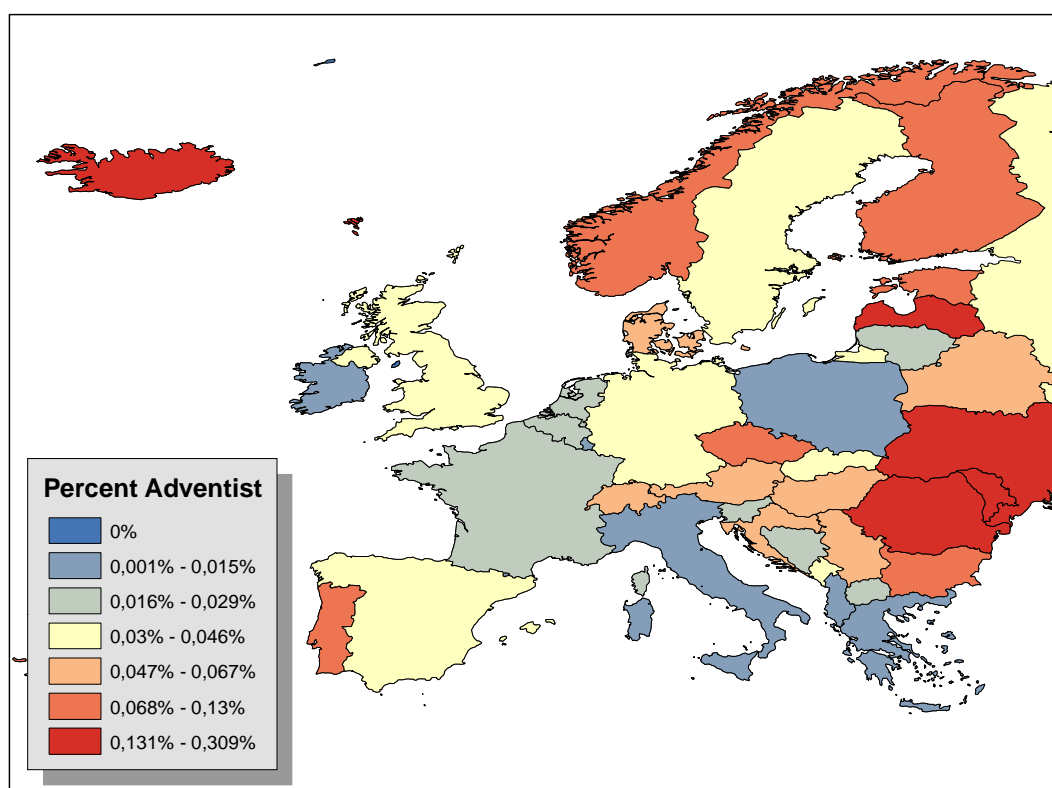 Percent Adventist
0%
0,001% - 0,015%
0,016% - 0,029%
0,03% - 0,046%
0,047% - 0,067%
0,068% - 0,13%
0,131% - 0,309%